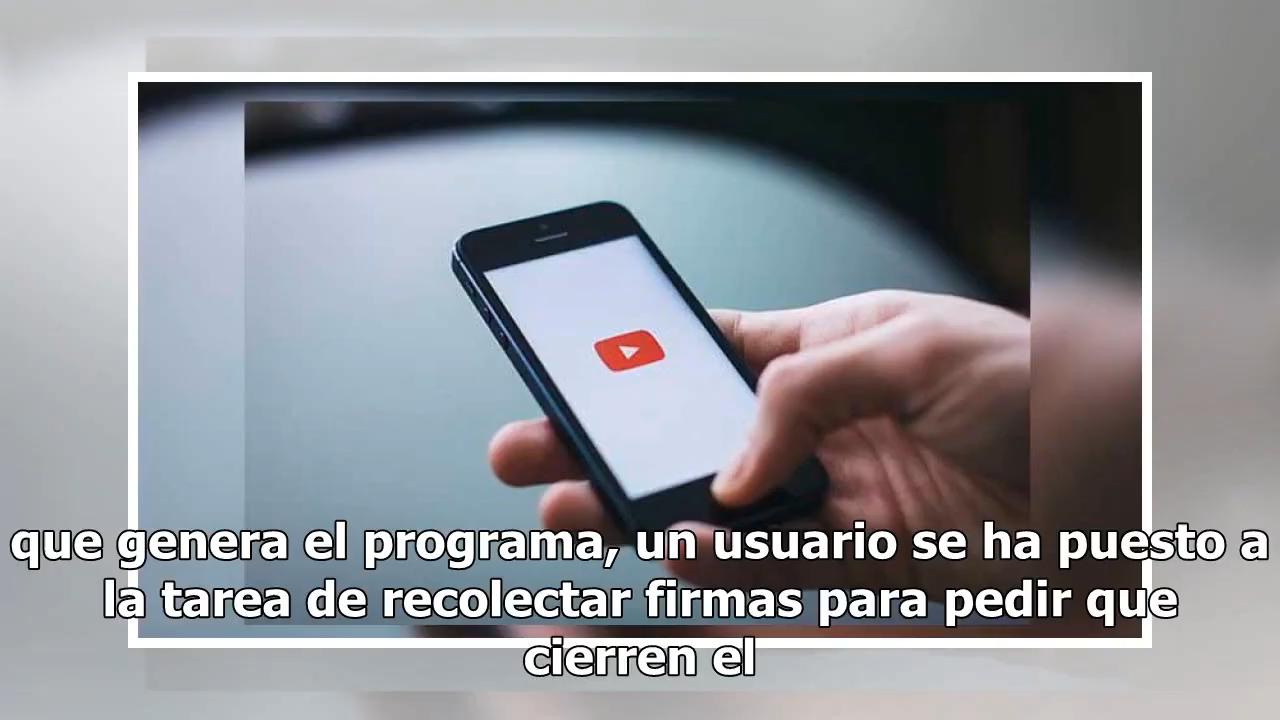 que genera el programa, un usuario se ha puesto a
la tarea de recolectar firmas para pedir que
cierren el